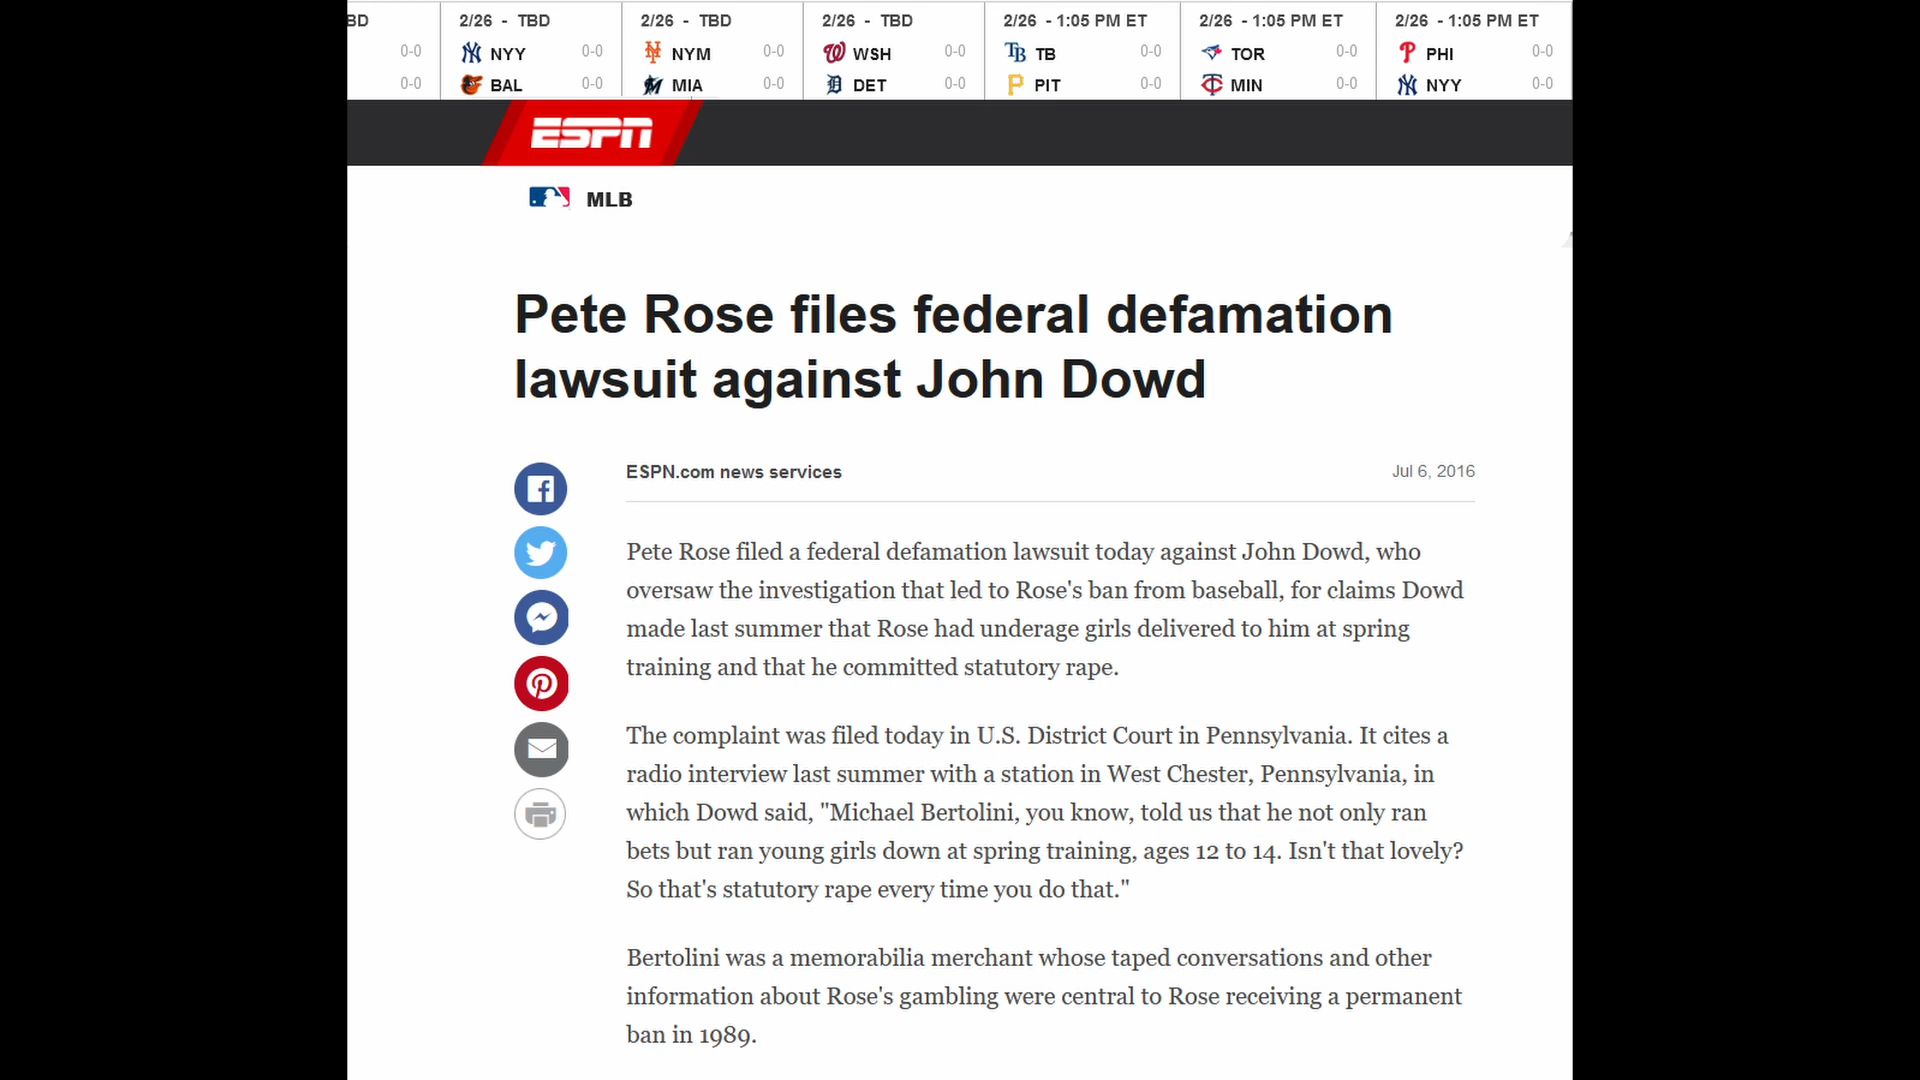 BD 2/26 - TBD 2/26 - TBD 2/26 - TBD 2/26 - 1:05 PM ET 2/26 - 1:05 PM ET 2/26 - 1:05 PM ET
0-0 NYY 0-0 NYM 0-0 WSH 0-0 TB 0-0 TOR 0-0 PHI 0-0
0-0 BAL 0-0 MIA 0-0 DET 0-0 PIT 0-0 MIN 0-0 NYY 0-0
ESPN
MLB
Pete Rose files federal defamation
lawsuit against John Dowd
ESPN.com news services Jul 6, 2016
Pete Rose filed a federal defamation lawsuit today against John Dowd, who
oversaw the investigation that led to Rose's ban from baseball, for claims Dowd
made last summer that Rose had underage girls delivered to him at spring
training and that he committed statutory rape.
The complaint was filed today in U.S. District Court in Pennsylvania. It cites a
radio interview last summer with a station in West Chester, Pennsylvania, in
which Dowd said, "Michael Bertolini, you know, told us that he not only ran
bets but ran young girls down at spring training, ages 12 to 14. Isn't that lovely?
So that's statutory rape every time you do that."
Bertolini was a memorabilia merchant whose taped conversations and other
information about Rose's gambling were central to Rose receiving a permanent
ban in 1989.